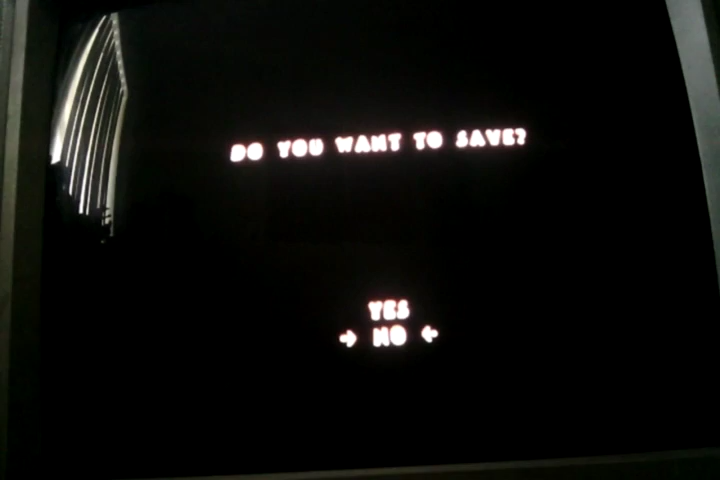 DO YOU WANT TO SAVE?
YES
→ NO ←